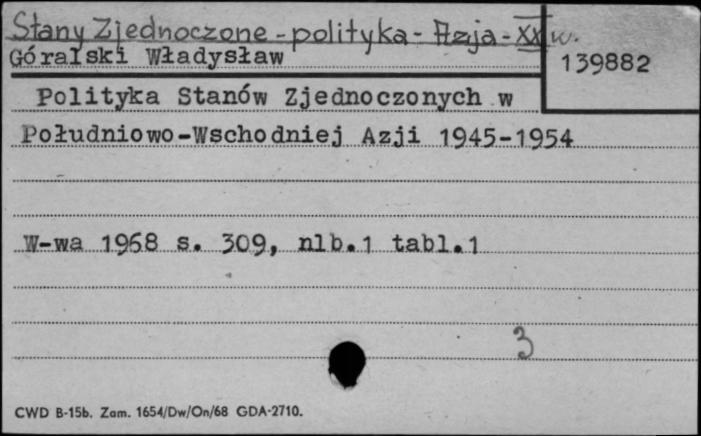 Stany Zjednoczone - polityka - Azja - XX w.
Góralski Władysław
139882
Polityka Stanów Zjednoczonych w
Południowo-Wschodniej Azji 1945-1954
W-wa 1968 s. 309, nlb.1 tabl.1
3
CWD B-15b. Zam. 1654/Dw/On/68 GDA-2710.